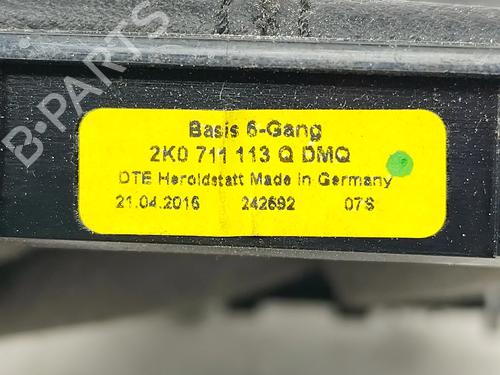 B-PARTS
Basis 6-Gang
2K0 711 113 Q DMQ
DTE Heroldstatt Made in Germany
21.04.2016 242692 07S